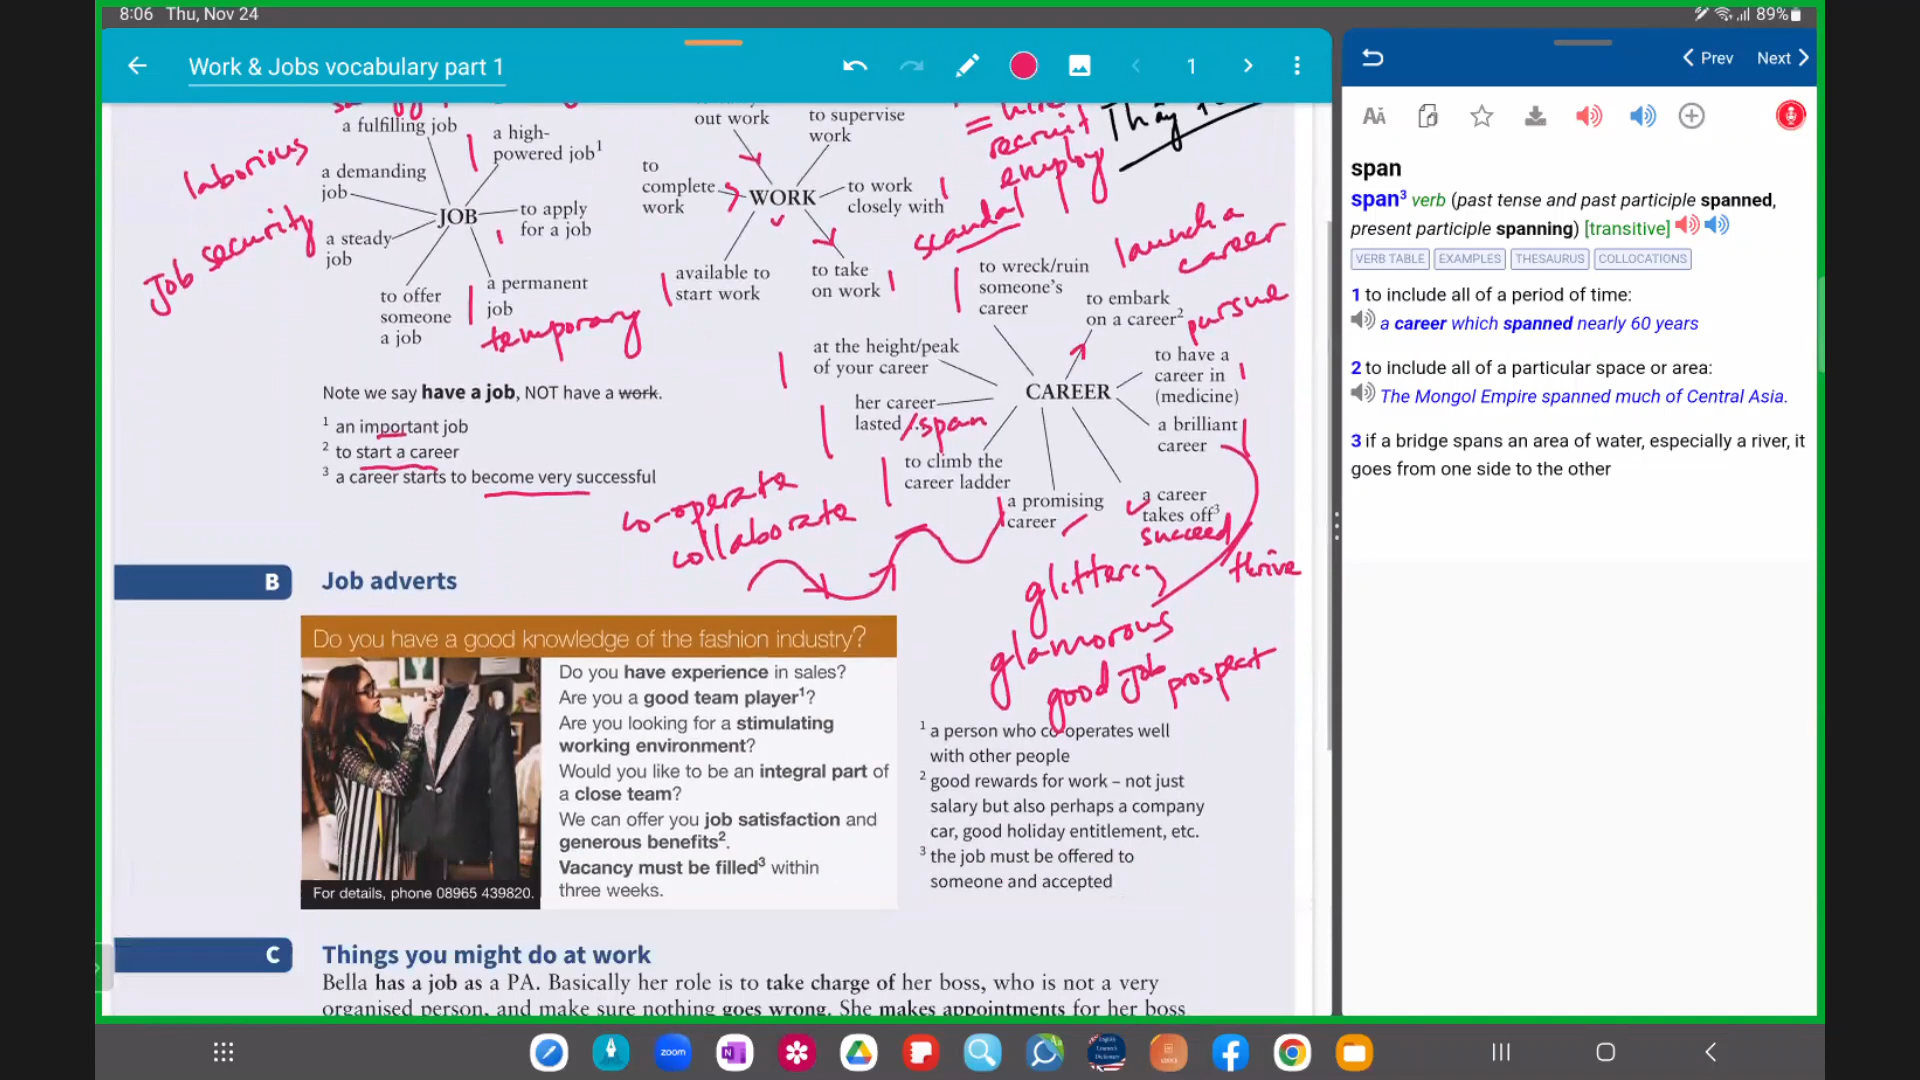 8:06 Thu, Nov 24
89%
Work & Jobs vocabulary part 1
1
a fulfilling job
a high-
powered job¹
a demanding
job
JOB
to apply
for a job
a steady
job
to offer
someone
a job
a permanent
job
laborious
Job security
temporary
out work
to supervise
work
to
complete
work
WORK
to work
closely with
available to
start work
to take
on work
=
recruit
employ
scandal
launch a
career
pursue
to wreck/ruin
someone's
career
to embark
on a career²
at the height/peak
of your career
CAREER
to have a
career in
(medicine)
her career
lasted ...
/span
a brilliant
career
to climb the
career ladder
a promising
career
a career
takes off³
succeed
thrive
co-operate
collaborate
glittering
glamorous
good Job prospect
Note we say have a job, NOT have a work.
¹ an important job
² to start a career
³ a career starts to become very successful
B Job adverts
Do you have a good knowledge of the fashion industry?
Do you have experience in sales?
Are you a good team player¹?
Are you looking for a stimulating
working environment?
Would you like to be an integral part of
a close team?
We can offer you job satisfaction and
generous benefits².
Vacancy must be filled³ within
three weeks.
For details, phone 08965 439820.
¹ a person who co-operates well
with other people
² good rewards for work – not just
salary but also perhaps a company
car, good holiday entitlement, etc.
³ the job must be offered to
someone and accepted
C Things you might do at work
Bella has a job as a PA. Basically her role is to take charge of her boss, who is not a very
organised person, and make sure nothing goes wrong. She makes appointments for her boss
Prev Next
span
span³ verb (past tense and past participle spanned,
present participle spanning) [transitive]
VERB TABLE EXAMPLES THESAURUS COLLOCATIONS
1 to include all of a period of time:
a career which spanned nearly 60 years
2 to include all of a particular space or area:
The Mongol Empire spanned much of Central Asia.
3 if a bridge spans an area of water, especially a river, it
goes from one side to the other
zoom